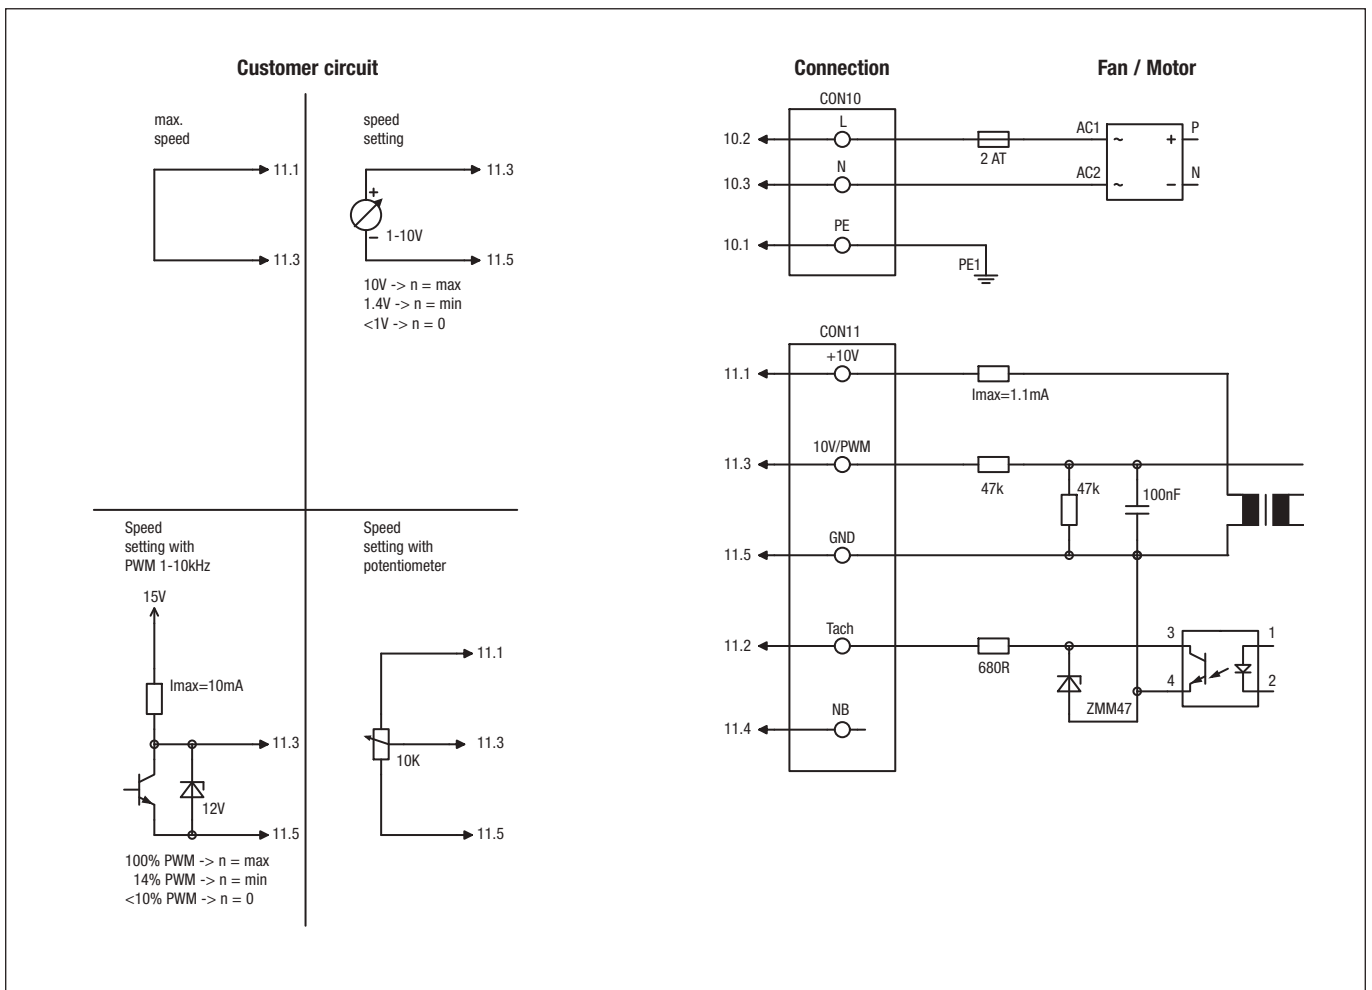 Customer circuit
max.
speed
11.1
11.3
speed
setting
11.3
+
1-10V
–
11.5
10V -> n = max
1.4V -> n = min
<1V -> n = 0
Speed
setting with
PWM 1-10kHz
15V
Imax=10mA
11.3
12V
11.5
100% PWM -> n = max
14% PWM -> n = min
<10% PWM -> n = 0
Speed
setting with
potentiometer
11.1
11.3
10K
11.5
Connection
Fan / Motor
CON10
L
10.2
2 AT
AC1
~
+
P
N
10.3
AC2
~
–
N
PE
10.1
PE1
CON11
+10V
11.1
Imax=1.1mA
10V/PWM
11.3
47k
47k
100nF
GND
11.5
Tach
11.2
680R
3
1
4
2
ZMM47
NB
11.4